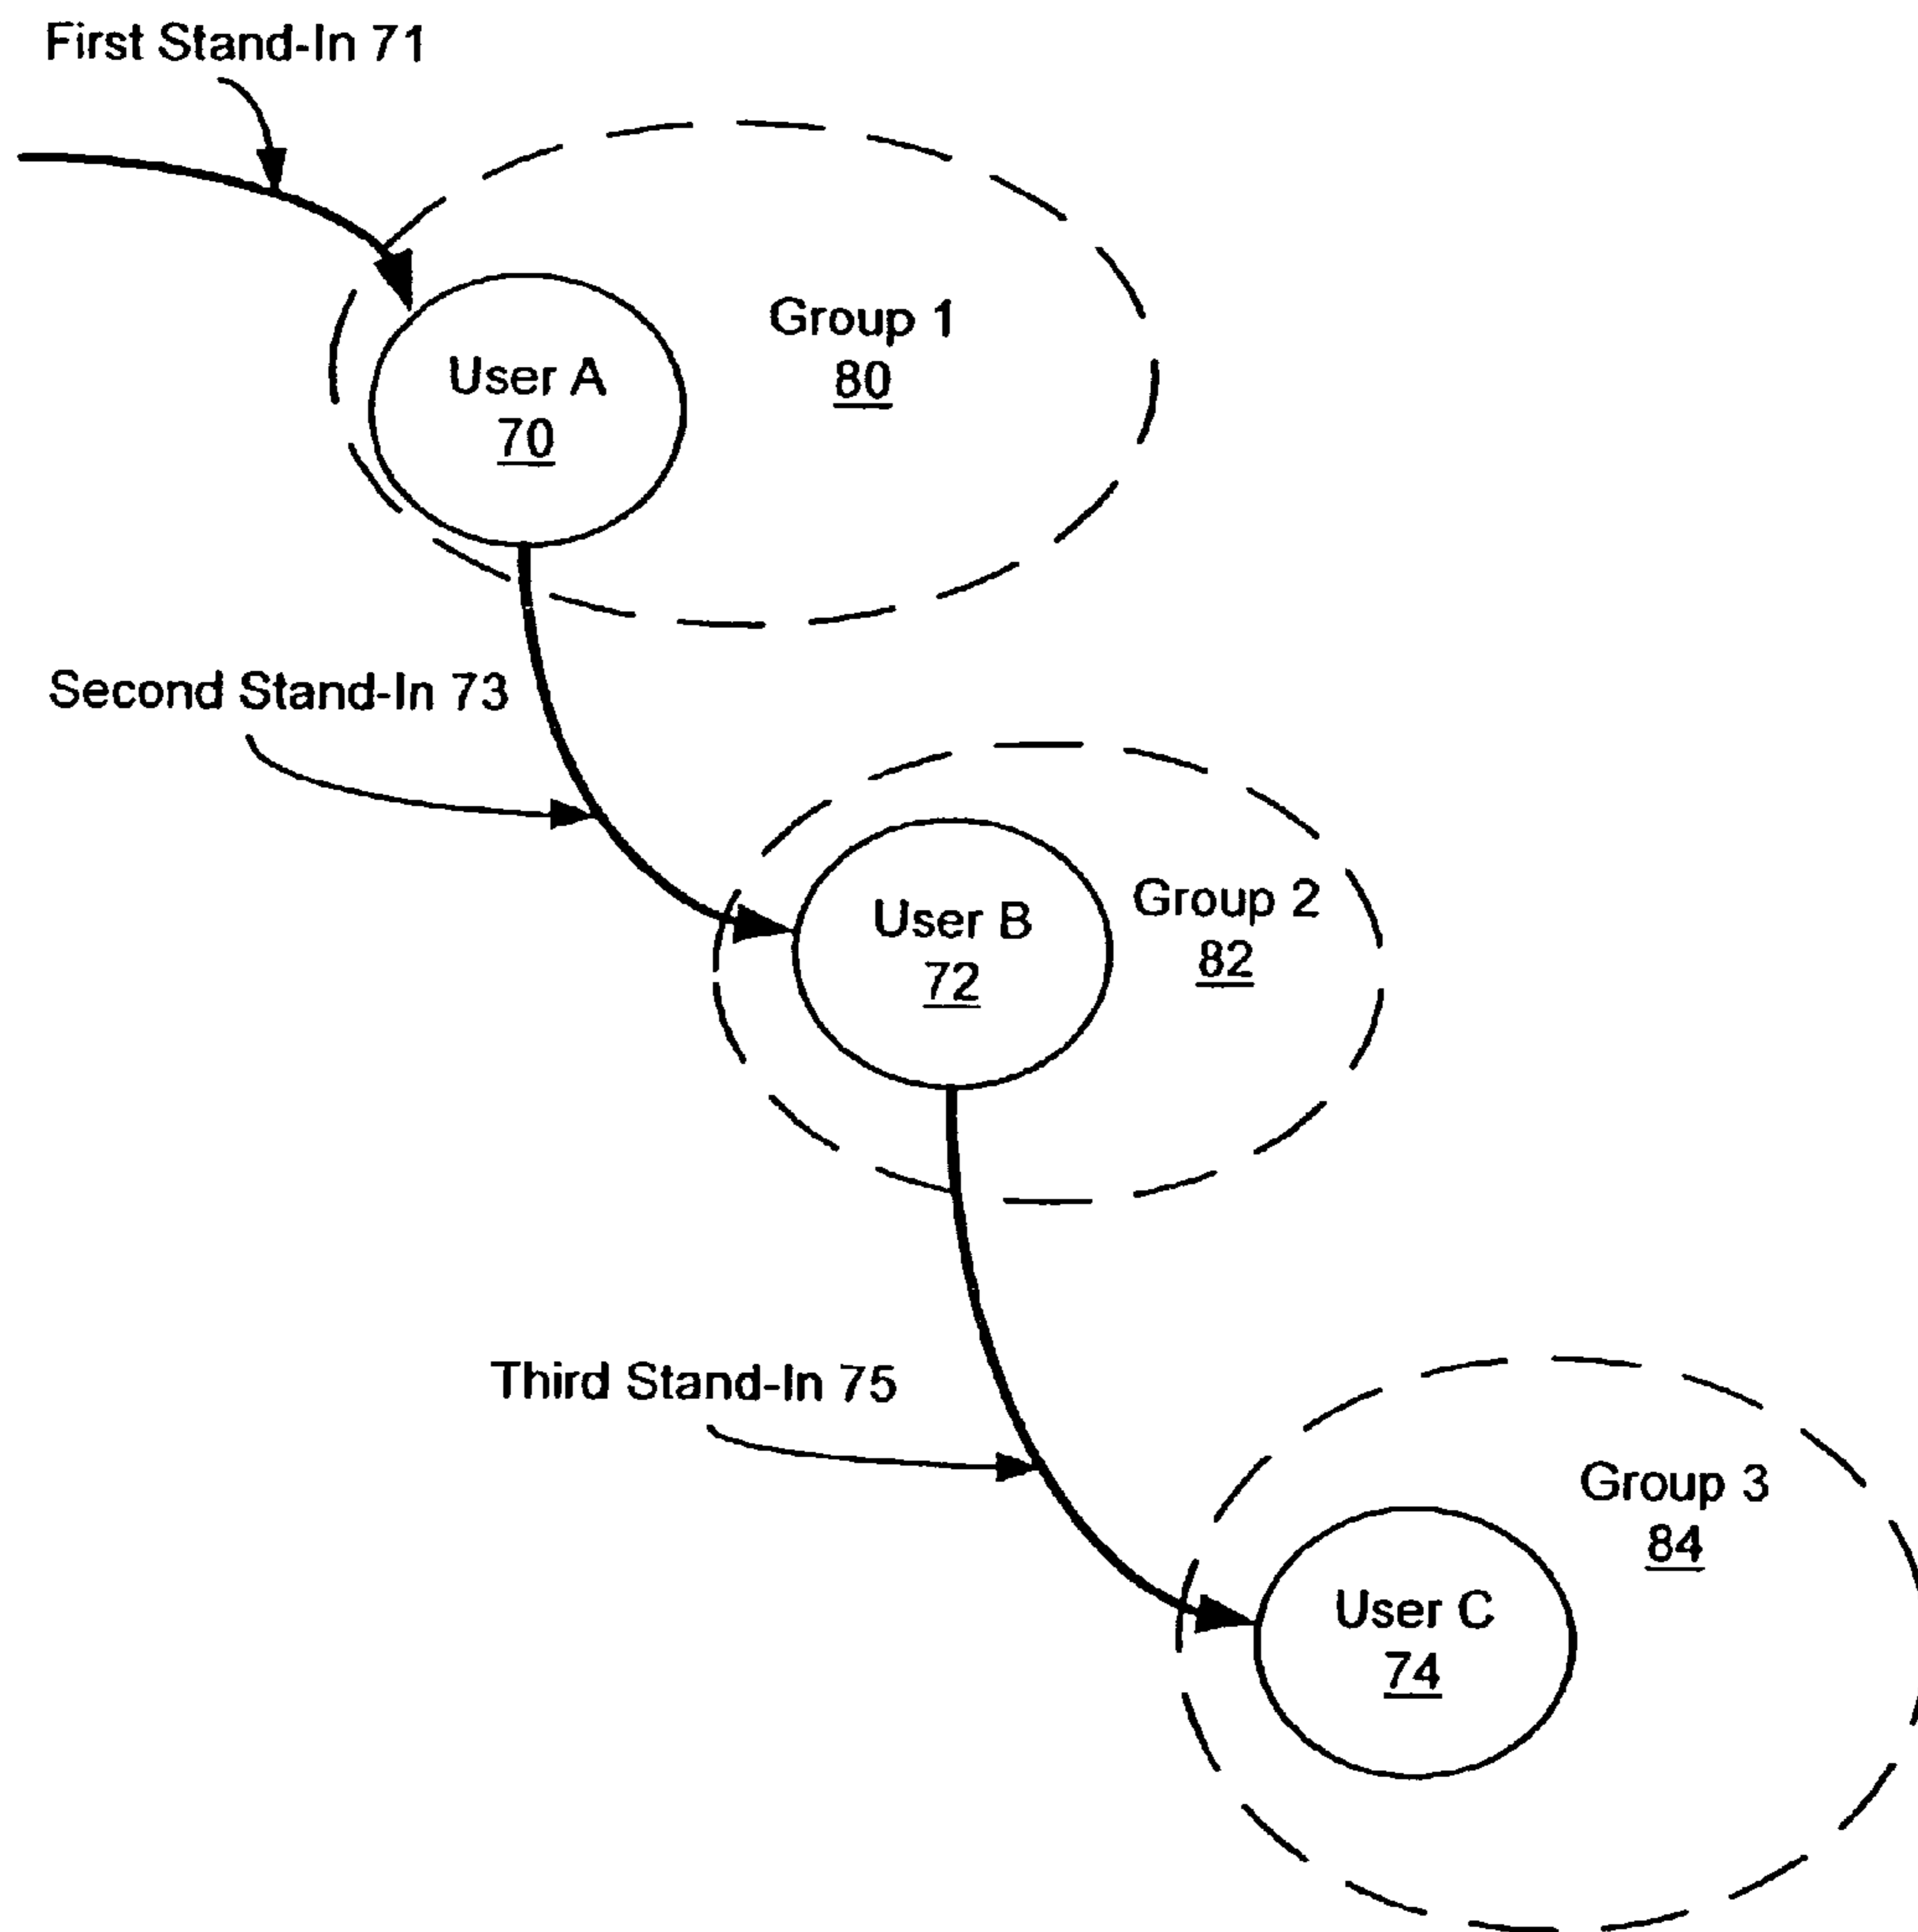 First Stand-In 71
Group 1
80
User A
70
Second Stand-In 73
Group 2
82
User B
72
Third Stand-In 75
Group 3
84
User C
74